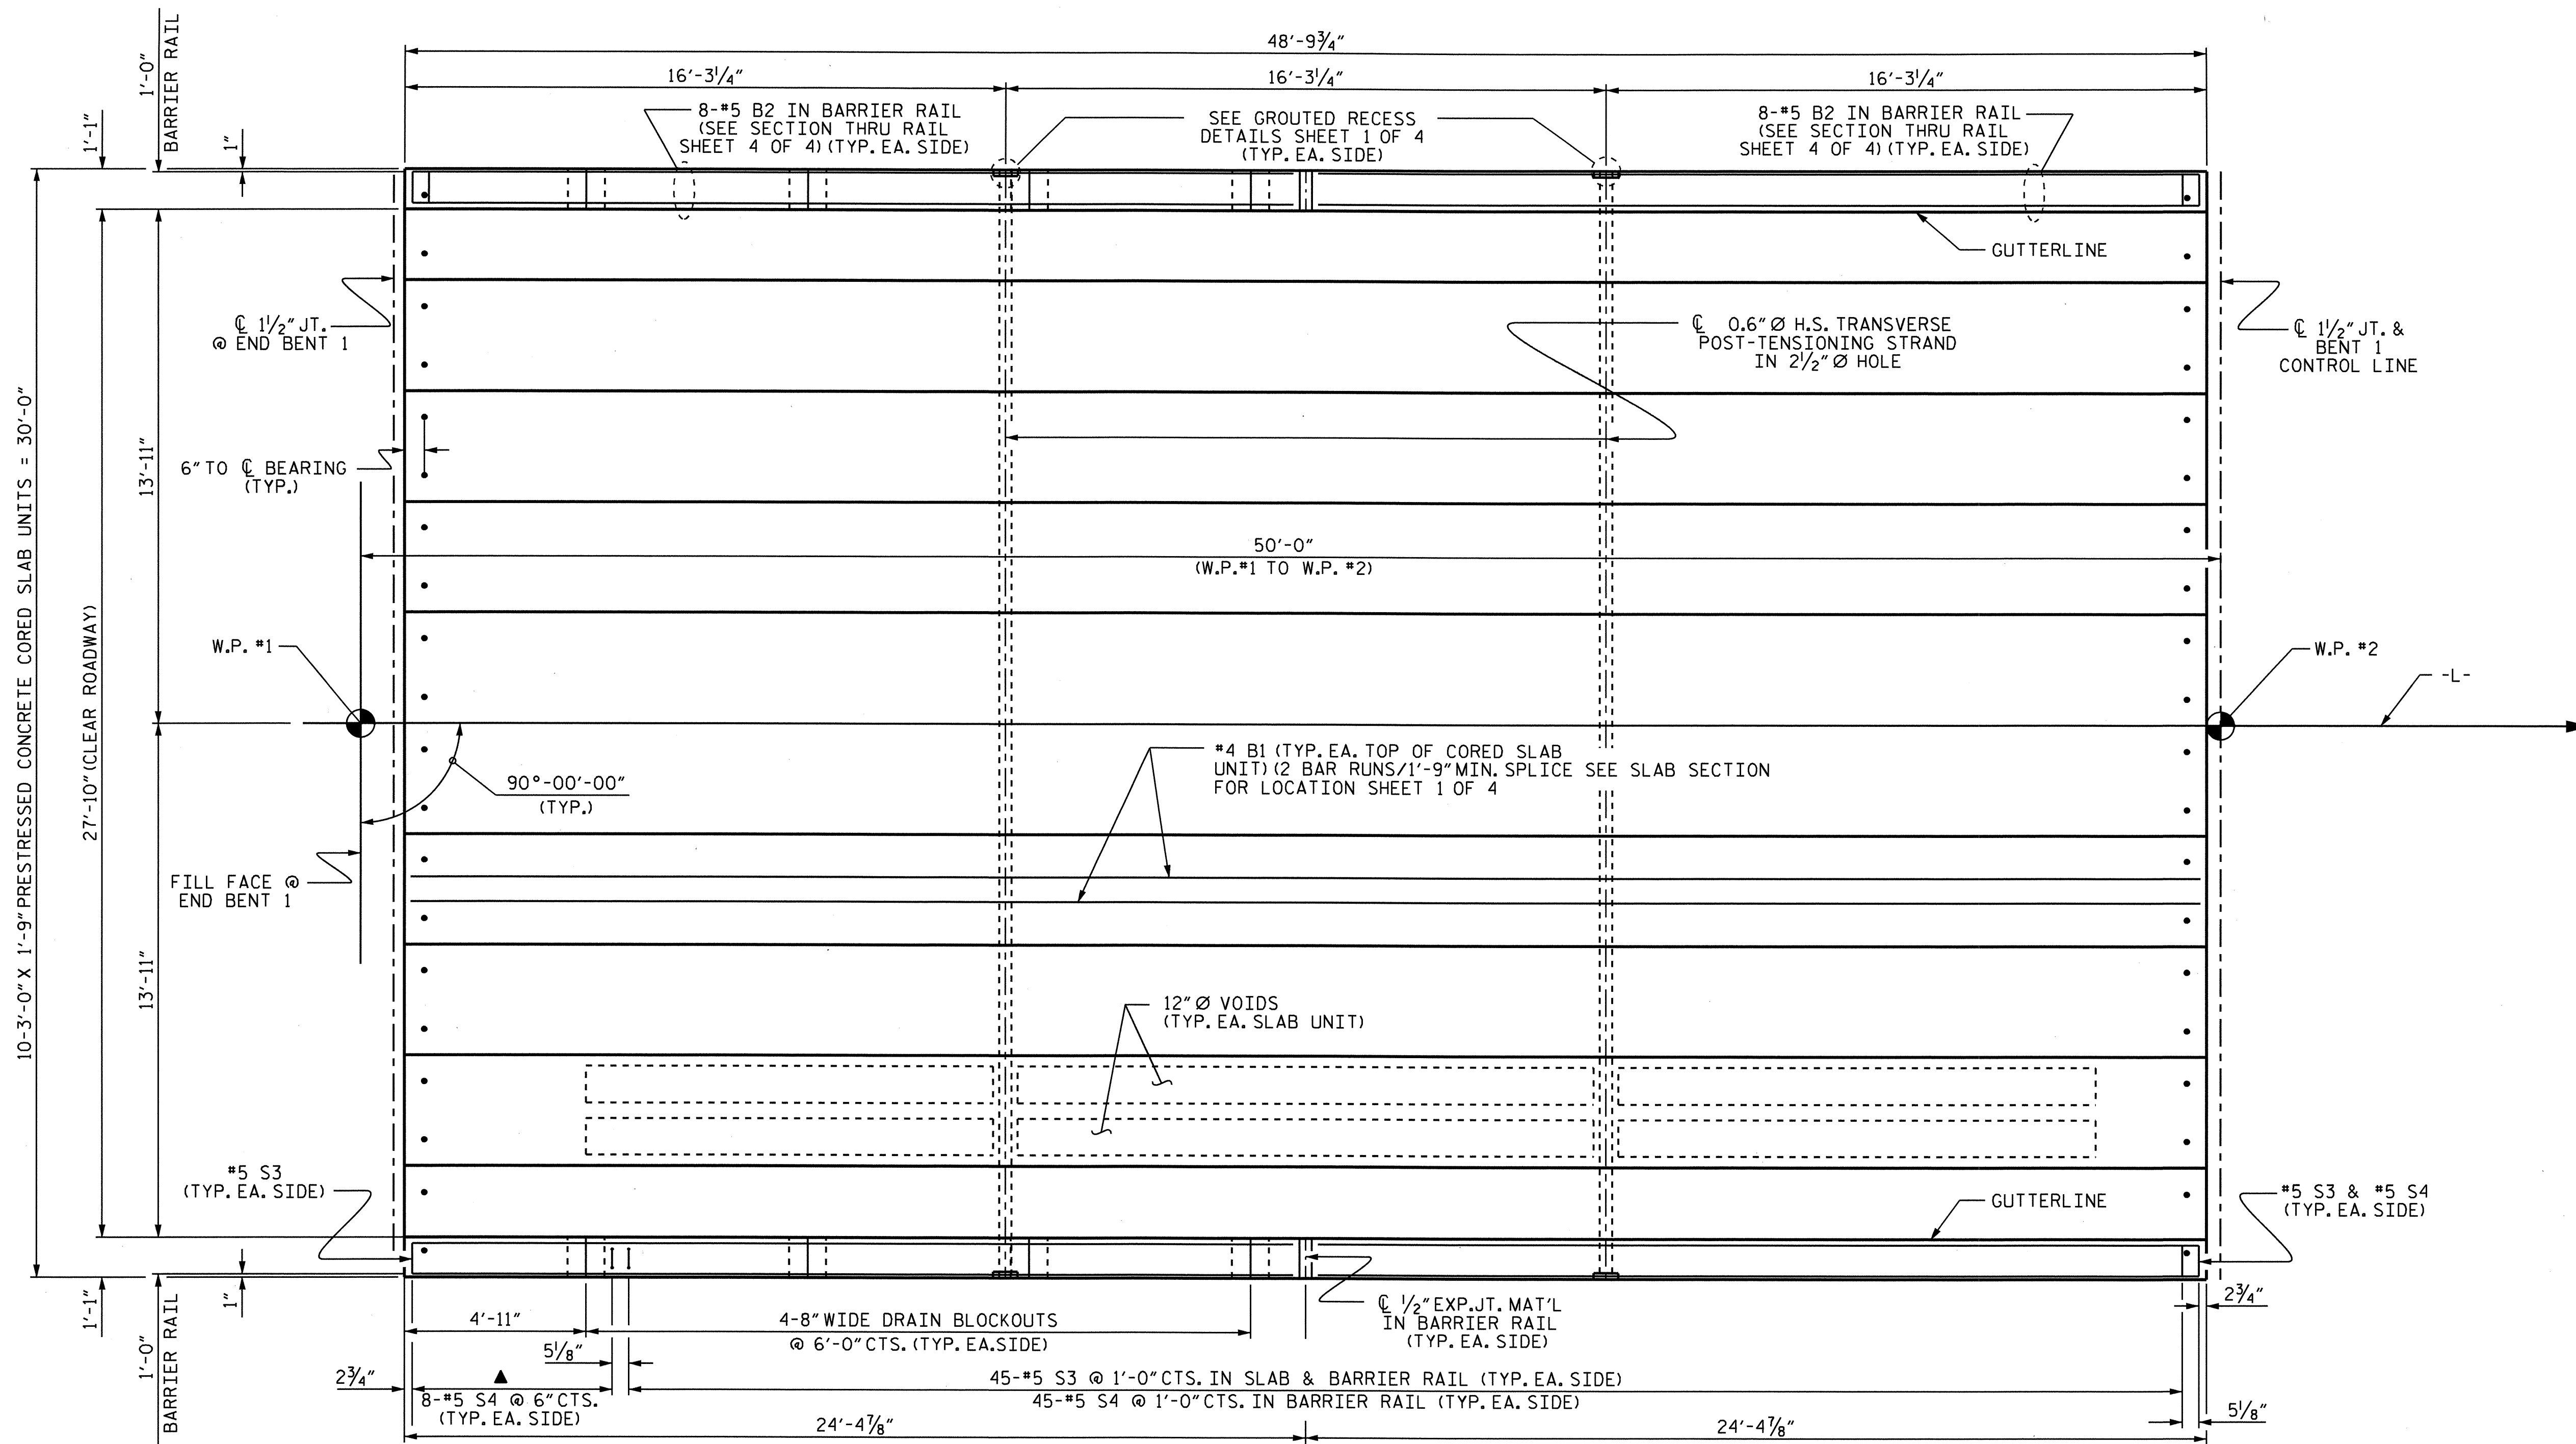 48'-9¾"
16'-3¼"
16'-3¼"
16'-3¼"
1'-0"
BARRIER RAIL
1'-1"
1"
8-#5 B2 IN BARRIER RAIL
(SEE SECTION THRU RAIL
SHEET 4 OF 4) (TYP. EA. SIDE)
SEE GROUTED RECESS
DETAILS SHEET 1 OF 4
(TYP. EA. SIDE)
8-#5 B2 IN BARRIER RAIL
(SEE SECTION THRU RAIL
SHEET 4 OF 4) (TYP. EA. SIDE)
GUTTERLINE
℄ 1½" JT.
@ END BENT 1
℄ 0.6" Ø H.S. TRANSVERSE
POST-TENSIONING STRAND
IN 2½" Ø HOLE
℄ 1½" JT. &
BENT 1
CONTROL LINE
10-3'-0" X 1'-9" PRESTRESSED CONCRETE CORED SLAB UNITS = 30'-0"
27'-10" (CLEAR ROADWAY)
13'-11"
6" TO ℄ BEARING
(TYP.)
50'-0"
(W.P. #1 TO W.P. #2)
W.P. #1
W.P. #2
-L-
90°-00'-00"
(TYP.)
#4 B1 (TYP. EA. TOP OF CORED SLAB
UNIT) (2 BAR RUNS/1'-9" MIN. SPLICE SEE SLAB SECTION
FOR LOCATION SHEET 1 OF 4
FILL FACE @
END BENT 1
13'-11"
12" Ø VOIDS
(TYP. EA. SLAB UNIT)
#5 S3
(TYP. EA. SIDE)
GUTTERLINE
#5 S3 & #5 S4
(TYP. EA. SIDE)
1'-1"
1"
1'-0"
BARRIER RAIL
4'-11"
4-8" WIDE DRAIN BLOCKOUTS
@ 6'-0" CTS. (TYP. EA. SIDE)
℄ ½" EXP. JT. MAT'L
IN BARRIER RAIL
(TYP. EA. SIDE)
2¾"
5⅛"
2¾"
▲
8-#5 S4 @ 6" CTS.
(TYP. EA. SIDE)
45-#5 S3 @ 1'-0" CTS. IN SLAB & BARRIER RAIL (TYP. EA. SIDE)
45-#5 S4 @ 1'-0" CTS. IN BARRIER RAIL (TYP. EA. SIDE)
5⅛"
24'-4⅞"
24'-4⅞"